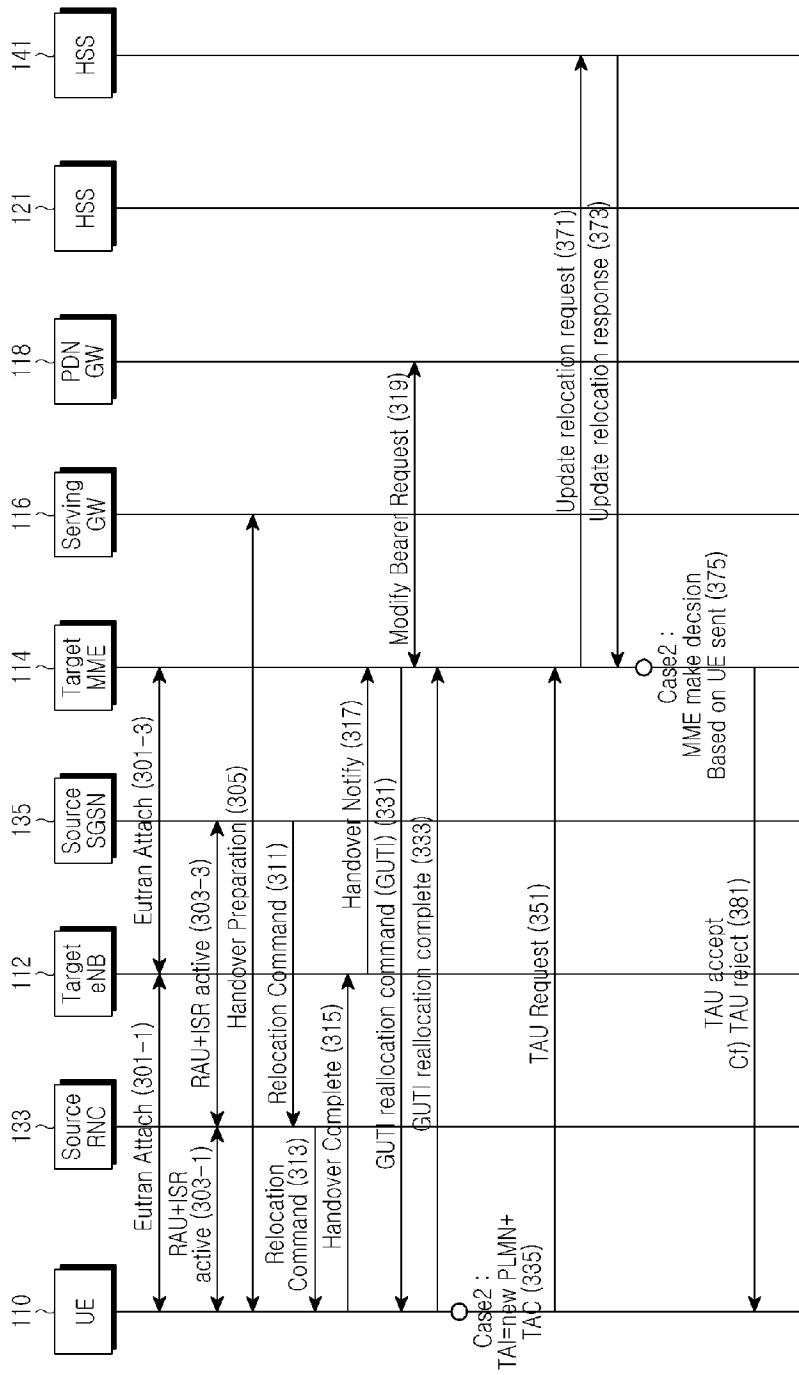 110
133
112
135
114
116
118
121
141
UE
Source
RNC
Target
eNB
Source
SGSN
Target
MME
Serving
GW
PDN
GW
HSS
HSS
Eutran Attach (301-1)
Eutran Attach (301-3)
RAU+ISR
active (303-1)
RAU+ISR active (303-3)
Handover Preparation (305)
Relocation Command (311)
Relocation
Command (313)
Handover Complete (315)
Handover Notify (317)
GUTI reallocation command (GUTI) (331)
Modify Bearer Request (319)
GUTI reallocation complete (333)
Case2 :
TAI=new PLMN+
TAC (335)
TAU Request (351)
Update relocation request (371)
Update relocation response (373)
Case2 :
MME make decsion
Based on UE sent (375)
TAU accept
Cf) TAU reject (381)